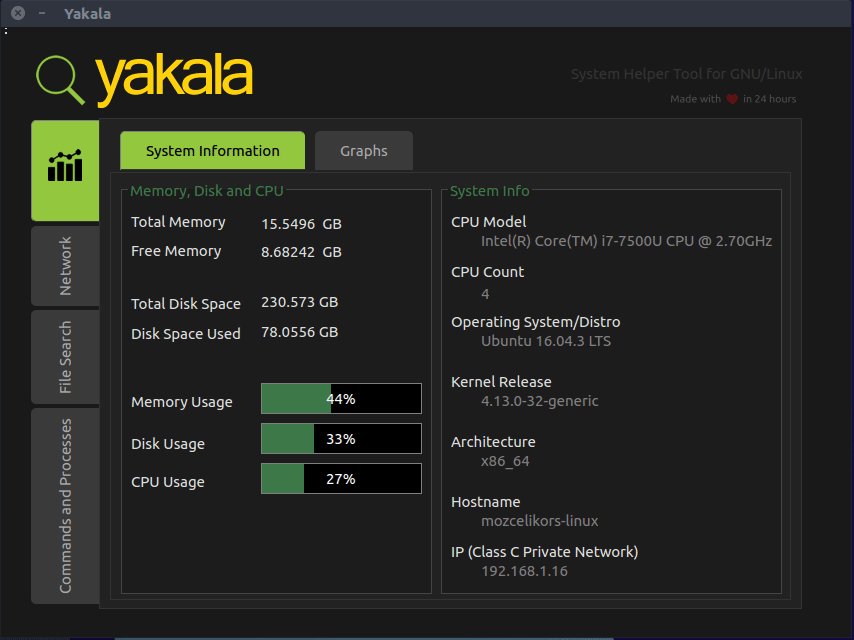 Yakala
:
yakala
System Helper Tool for GNU/Linux
Made with ❤ in 24 hours
System Information
Graphs
Network
File Search
Commands and Processes
Memory, Disk and CPU
Total Memory 15.5496 GB
Free Memory 8.68242 GB
Total Disk Space 230.573 GB
Disk Space Used 78.0556 GB
Memory Usage 44%
Disk Usage 33%
CPU Usage 27%
System Info
CPU Model
Intel(R) Core(TM) i7-7500U CPU @ 2.70GHz
CPU Count
4
Operating System/Distro
Ubuntu 16.04.3 LTS
Kernel Release
4.13.0-32-generic
Architecture
x86_64
Hostname
mozcelikors-linux
IP (Class C Private Network)
192.168.1.16